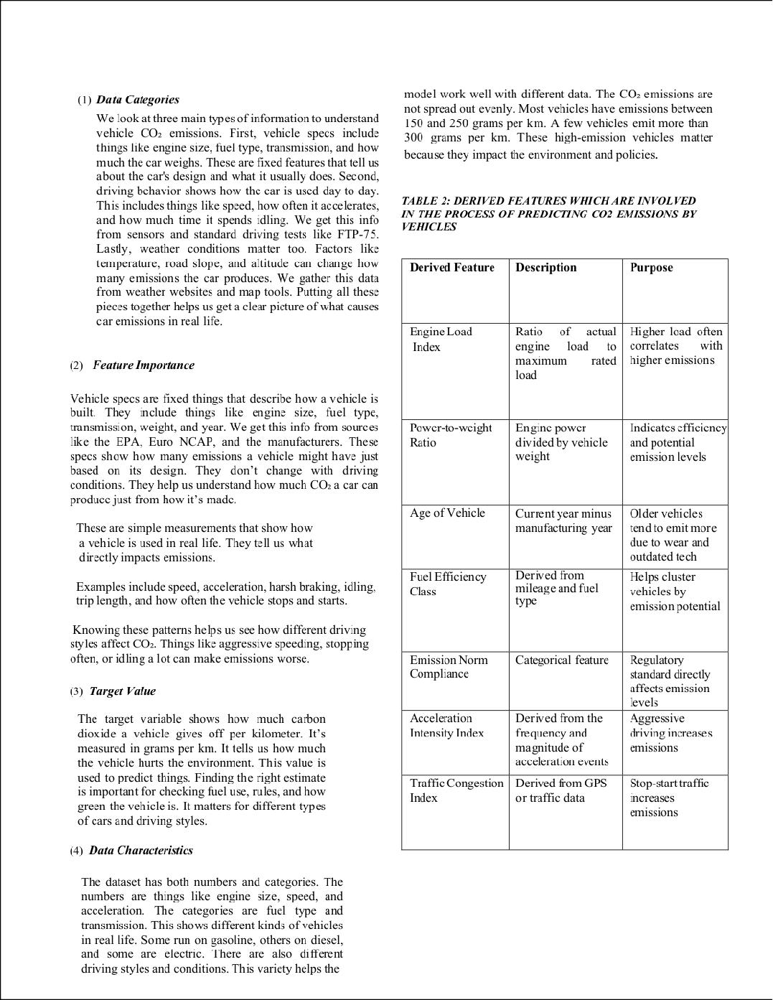 (1) Data Categories
We look at three main types of information to understand
vehicle CO₂ emissions. First, vehicle specs include
things like engine size, fuel type, transmission, and how
much the car weighs. These are fixed features that tell us
about the car's design and what it usually does. Second,
driving behavior shows how the car is used day to day.
This includes things like speed, how often it accelerates,
and how much time it spends idling. We get this info
from sensors and standard driving tests like FTP-75.
Lastly, weather conditions matter too. Factors like
temperature, road slope, and altitude can change how
many emissions the car produces. We gather this data
from weather websites and map tools. Putting all these
pieces together helps us get a clear picture of what causes
car emissions in real life.
(2) Feature Importance
Vehicle specs are fixed things that describe how a vehicle is
built. They include things like engine size, fuel type,
transmission, weight, and year. We get this info from sources
like the EPA, Euro NCAP, and the manufacturers. These
specs show how many emissions a vehicle might have just
based on its design. They don’t change with driving
conditions. They help us understand how much CO₂ a car can
produce just from how it’s made.
These are simple measurements that show how
a vehicle is used in real life. They tell us what
directly impacts emissions.
Examples include speed, acceleration, harsh braking, idling,
trip length, and how often the vehicle stops and starts.
Knowing these patterns helps us see how different driving
styles affect CO₂. Things like aggressive speeding, stopping
often, or idling a lot can make emissions worse.
(3) Target Value
The target variable shows how much carbon
dioxide a vehicle gives off per kilometer. It’s
measured in grams per km. It tells us how much
the vehicle hurts the environment. This value is
used to predict things. Finding the right estimate
is important for checking fuel use, rules, and how
green the vehicle is. It matters for different types
of cars and driving styles.
(4) Data Characteristics
The dataset has both numbers and categories. The
numbers are things like engine size, speed, and
acceleration. The categories are fuel type and
transmission. This shows different kinds of vehicles
in real life. Some run on gasoline, others on diesel,
and some are electric. There are also different
driving styles and conditions. This variety helps the
model work well with different data. The CO₂ emissions are
not spread out evenly. Most vehicles have emissions between
150 and 250 grams per km. A few vehicles emit more than
300 grams per km. These high-emission vehicles matter
because they impact the environment and policies.
TABLE 2: DERIVED FEATURES WHICH ARE INVOLVED
IN THE PROCESS OF PREDICTING CO2 EMISSIONS BY
VEHICLES
Derived Feature
Description
Purpose
Engine Load
Index
Ratio of actual
engine load to
maximum rated
load
Higher load often
correlates with
higher emissions
Power-to-weight
Ratio
Engine power
divided by vehicle
weight
Indicates efficiency
and potential
emission levels
Age of Vehicle
Current year minus
manufacturing year
Older vehicles
tend to emit more
due to wear and
outdated tech
Fuel Efficiency
Class
Derived from
mileage and fuel
type
Helps cluster
vehicles by
emission potential
Emission Norm
Compliance
Categorical feature
Regulatory
standard directly
affects emission
levels
Acceleration
Intensity Index
Derived from the
frequency and
magnitude of
acceleration events
Aggressive
driving increases
emissions
Traffic Congestion
Index
Derived from GPS
or traffic data
Stop-start traffic
increases
emissions